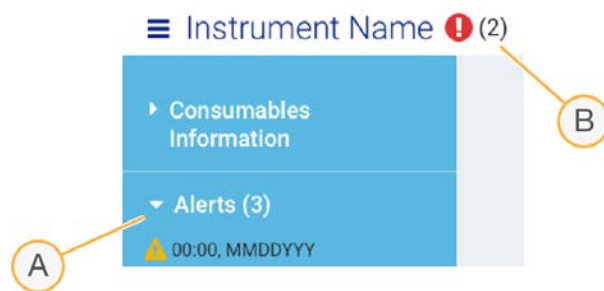 Instrument Name ! (2)
Consumables
Information
Alerts (3)
00:00, MMDDYYY
A
B